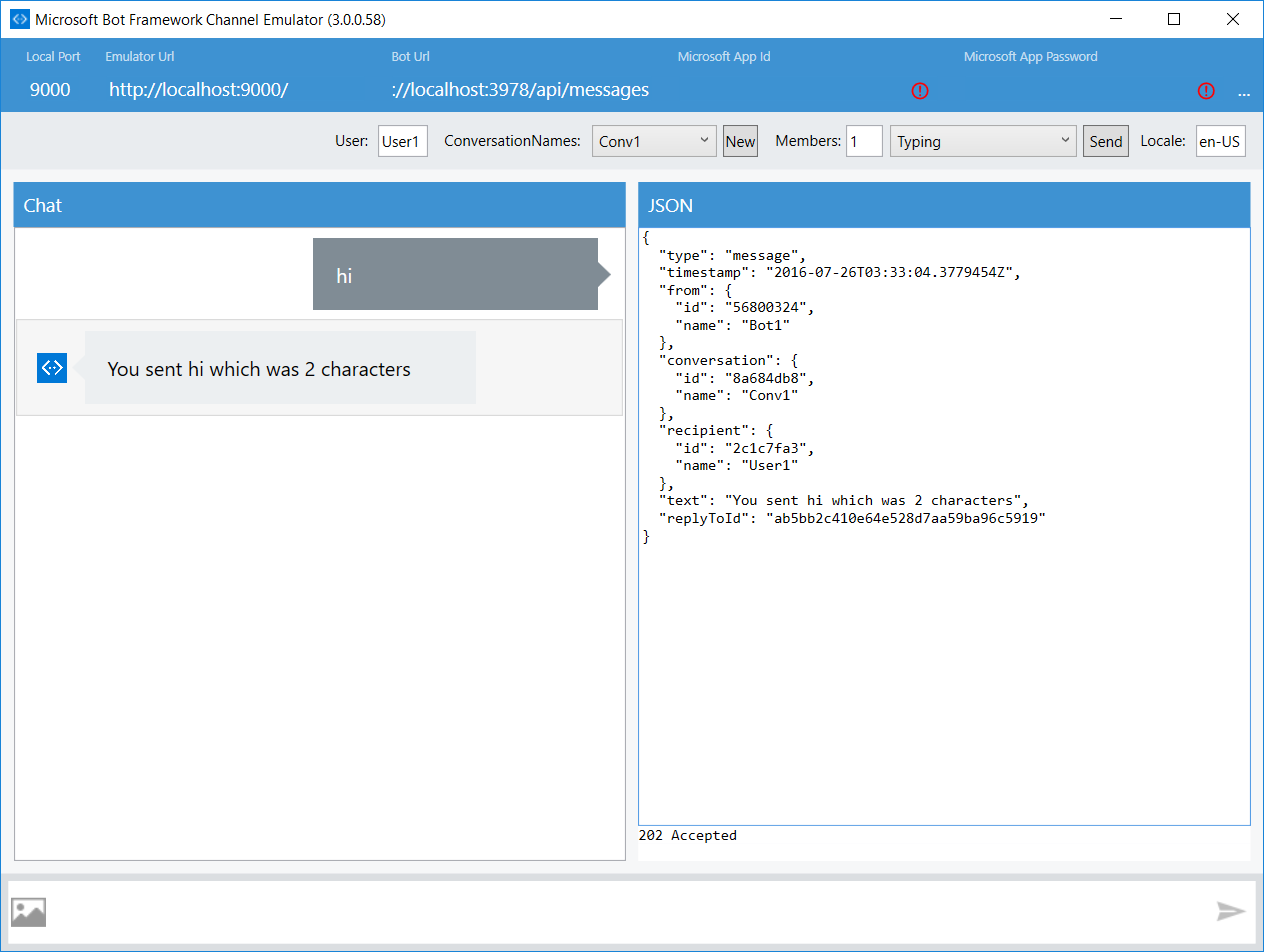 Microsoft Bot Framework Channel Emulator (3.0.0.58)
Local Port Emulator Url Bot Url Microsoft App Id Microsoft App Password
9000 http://localhost:9000/ ://localhost:3978/api/messages ...
User: User1 ConversationNames: Conv1 New Members: 1 Typing Send Locale: en-US
Chat
hi
You sent hi which was 2 characters
JSON
{
  "type": "message",
  "timestamp": "2016-07-26T03:33:04.3779454Z",
  "from": {
    "id": "56800324",
    "name": "Bot1"
  },
  "conversation": {
    "id": "8a684db8",
    "name": "Conv1"
  },
  "recipient": {
    "id": "2c1c7fa3",
    "name": "User1"
  },
  "text": "You sent hi which was 2 characters",
  "replyToId": "ab5bb2c410e64e528d7aa59ba96c5919"
}
202 Accepted